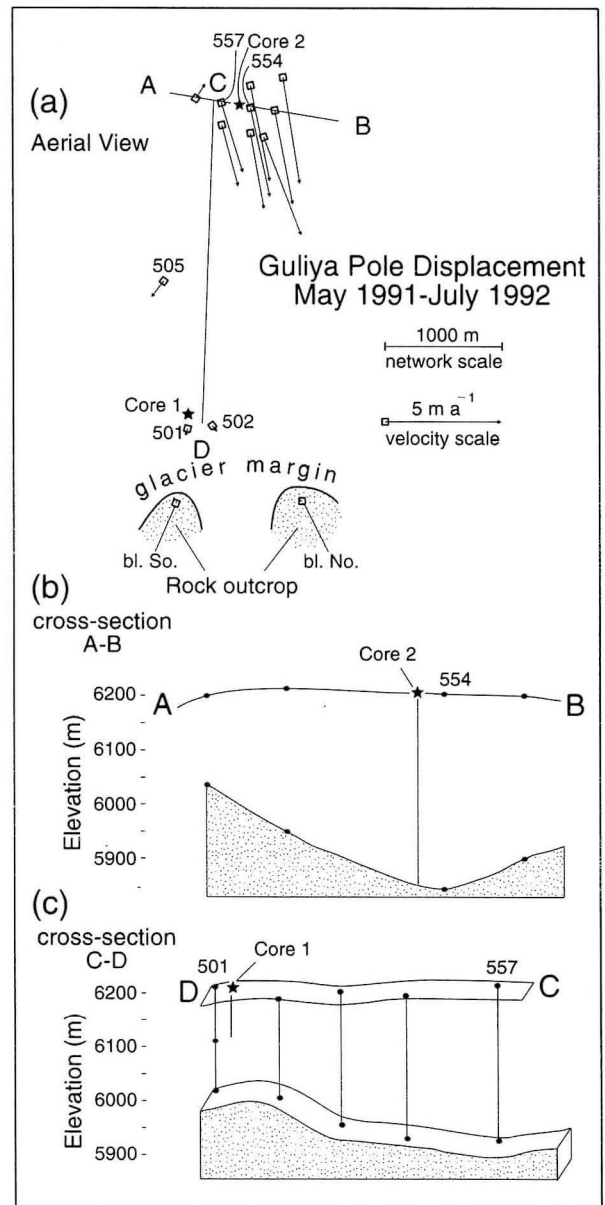 557 Core 2
554
A
C
B
(a)
Aerial View
505
Guliya Pole Displacement
May 1991-July 1992
1000 m
network scale
Core 1
501
502
D
5 m a⁻¹
velocity scale
glacier margin
bl. So.
bl. No.
Rock outcrop
(b)
cross-section
A-B
Core 2
554
A
B
6200
6100
6000
5900
Elevation (m)
(c)
cross-section
C-D
Core 1
501
557
D
C
6200
6100
6000
5900
Elevation (m)